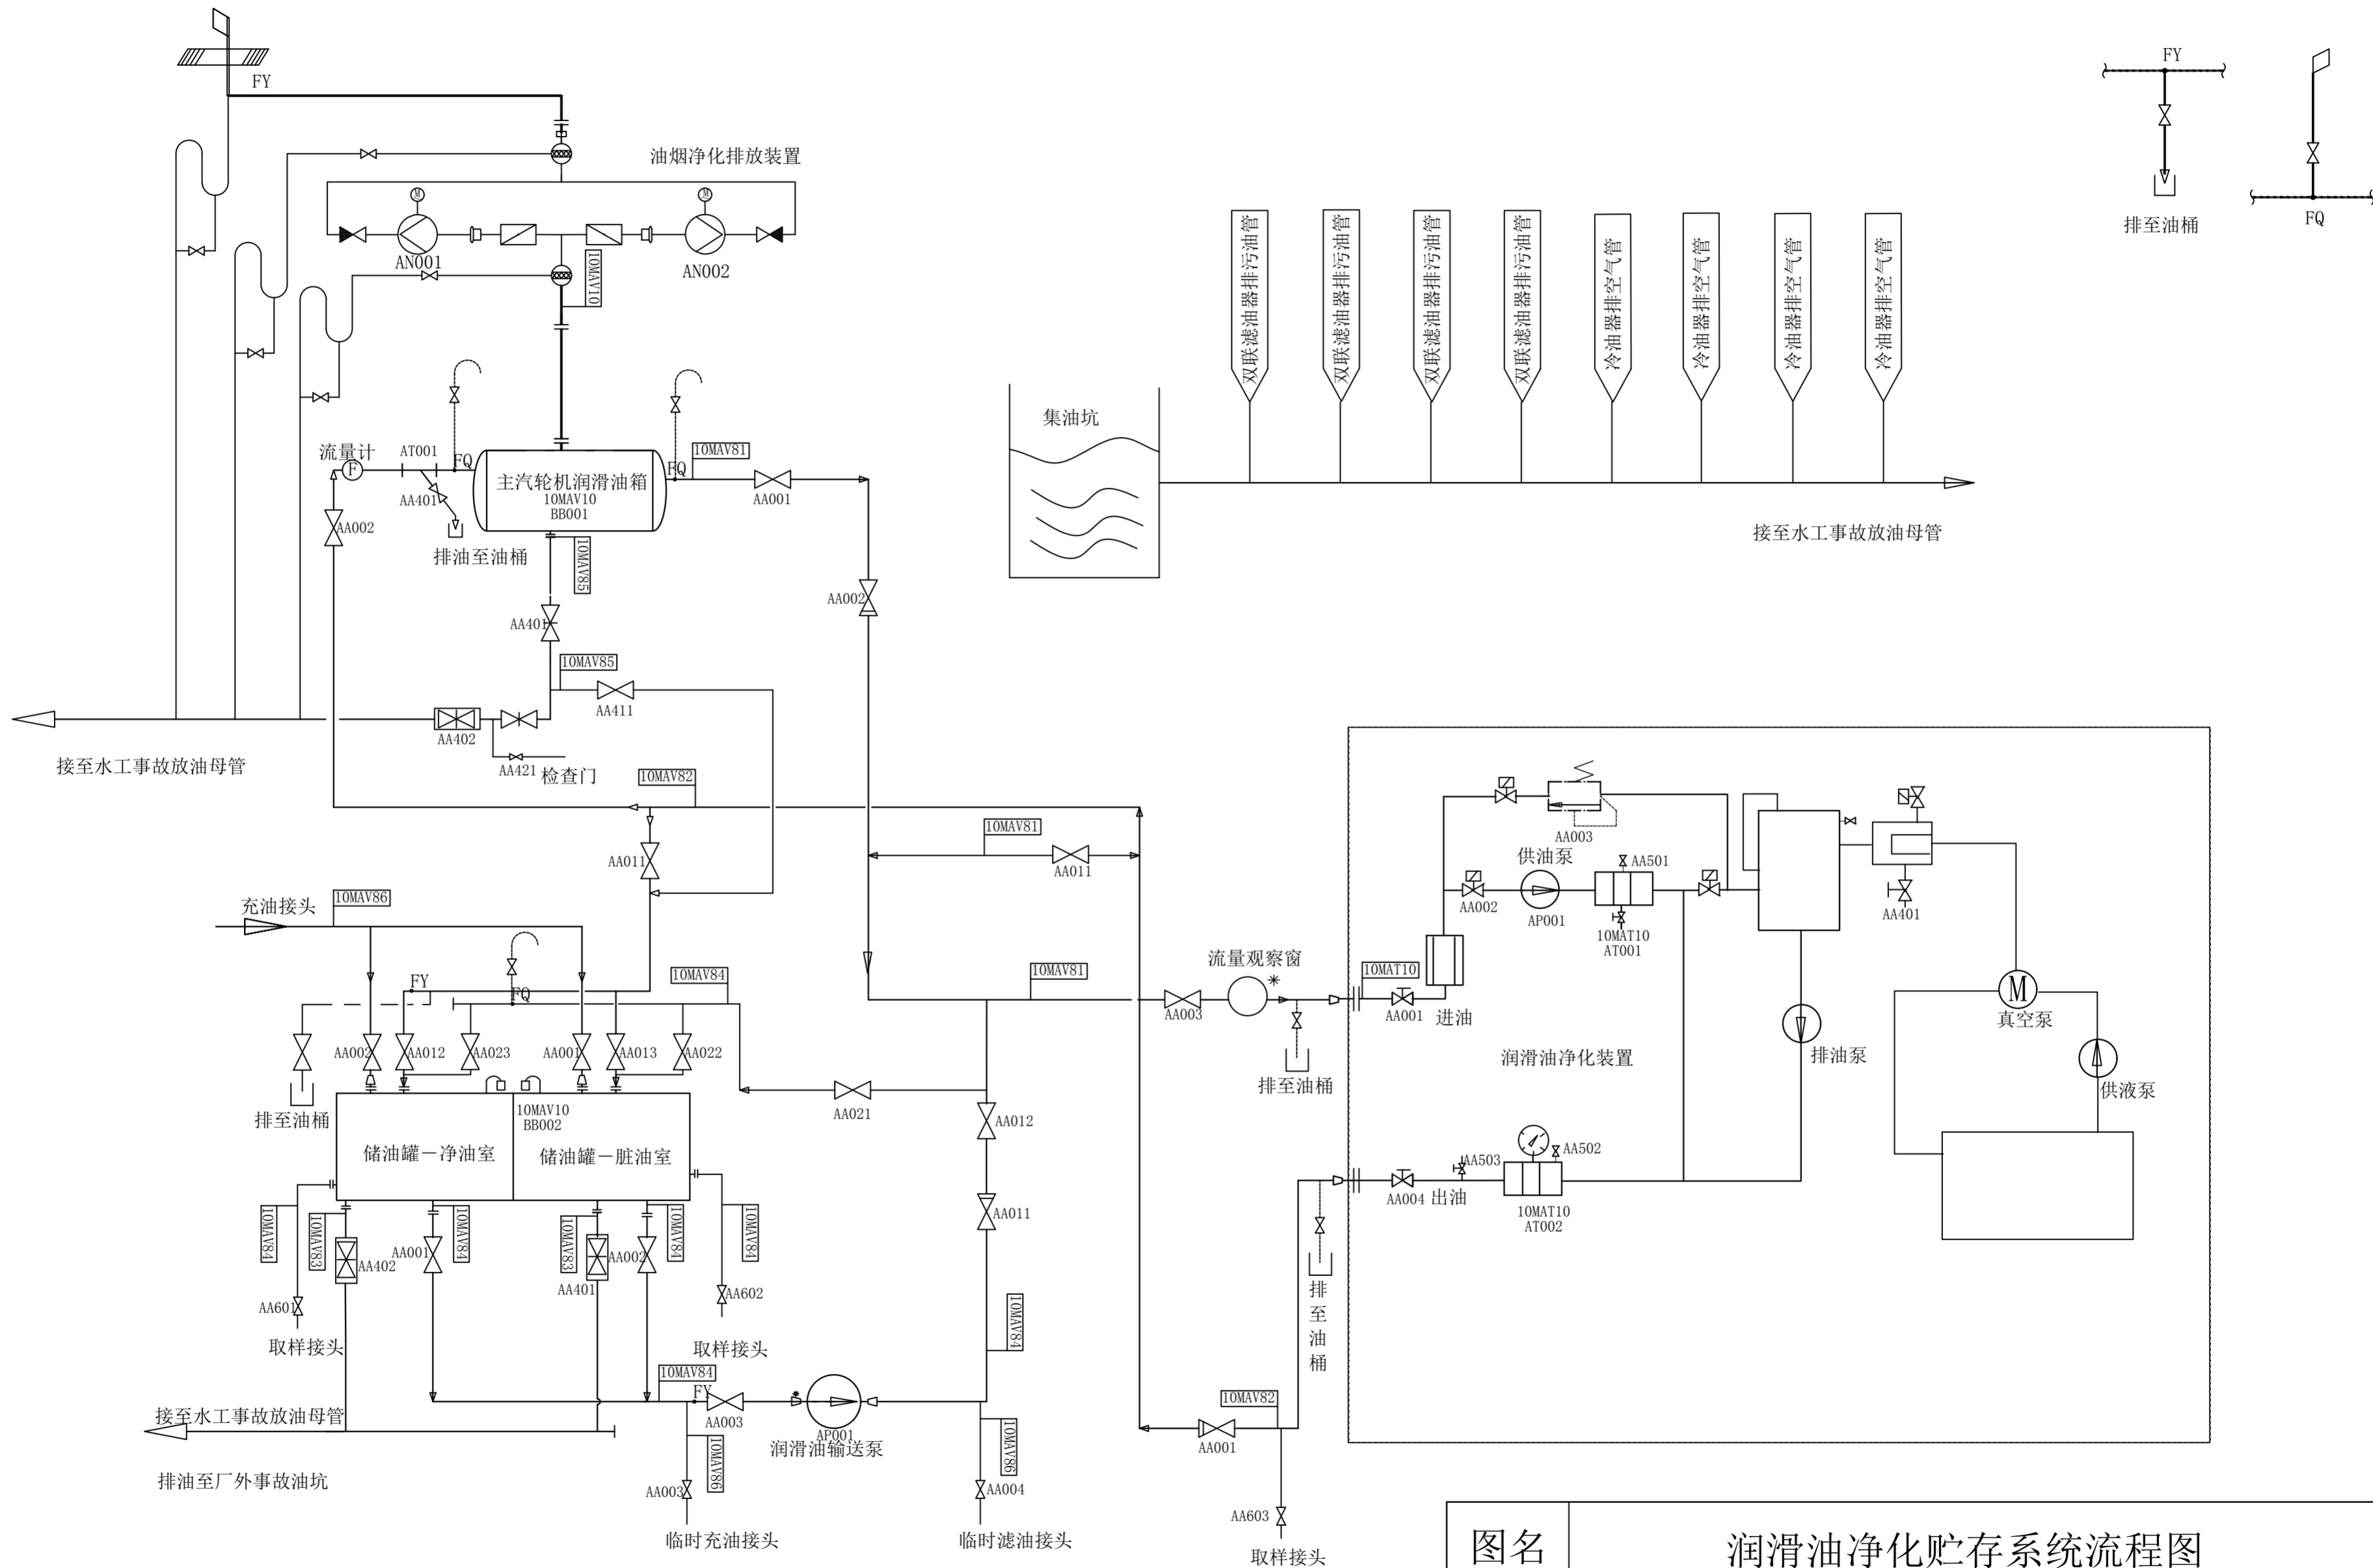 FY
油烟净化排放装置
M
M
AN001
AN002
10MAV10
FY
排至油桶
FQ
双联滤油器排污油管
双联滤油器排污油管
双联滤油器排污油管
双联滤油器排污油管
冷油器排空气管
冷油器排空气管
冷油器排空气管
冷油器排空气管
集油坑
接至水工事故放油母管
流量计
F
AT001
FQ
AA401
AA002
排油至油桶
主汽轮机润滑油箱
10MAV10
BB001
FQ
10MAV81
AA001
AA002
10MAV85
AA401
10MAV85
AA411
AA402
AA421
检查门
接至水工事故放油母管
10MAV82
10MAV81
AA011
AA011
充油接头
10MAV86
FY
FQ
10MAV84
10MAV81
AA002
AA012
AA023
AA001
AA013
AA022
排至油桶
AA021
AA012
10MAV10
BB002
储油罐-净油室
储油罐-脏油室
10MAV84
10MAV83
AA402
AA001
10MAV84
10MAV83
AA401
AA002
10MAV84
10MAV84
AA011
AA601
取样接头
AA602
取样接头
10MAV84
10MAV84
FY
AA003
AP001
润滑油输送泵
接至水工事故放油母管
排油至厂外事故油坑
10MAV86
AA003
临时充油接头
10MAV86
AA004
临时滤油接头
流量观察窗
*
AA003
排至油桶
10MAT10
AA001
进油
润滑油净化装置
AA003
供油泵
AA002
AP001
AA501
10MAT10
AT001
AA401
M
真空泵
排油泵
供液泵
AA004
出油
AA503
AA502
10MAT10
AT002
排至油桶
10MAV82
AA001
AA603
取样接头
图名
润滑油净化贮存系统流程图